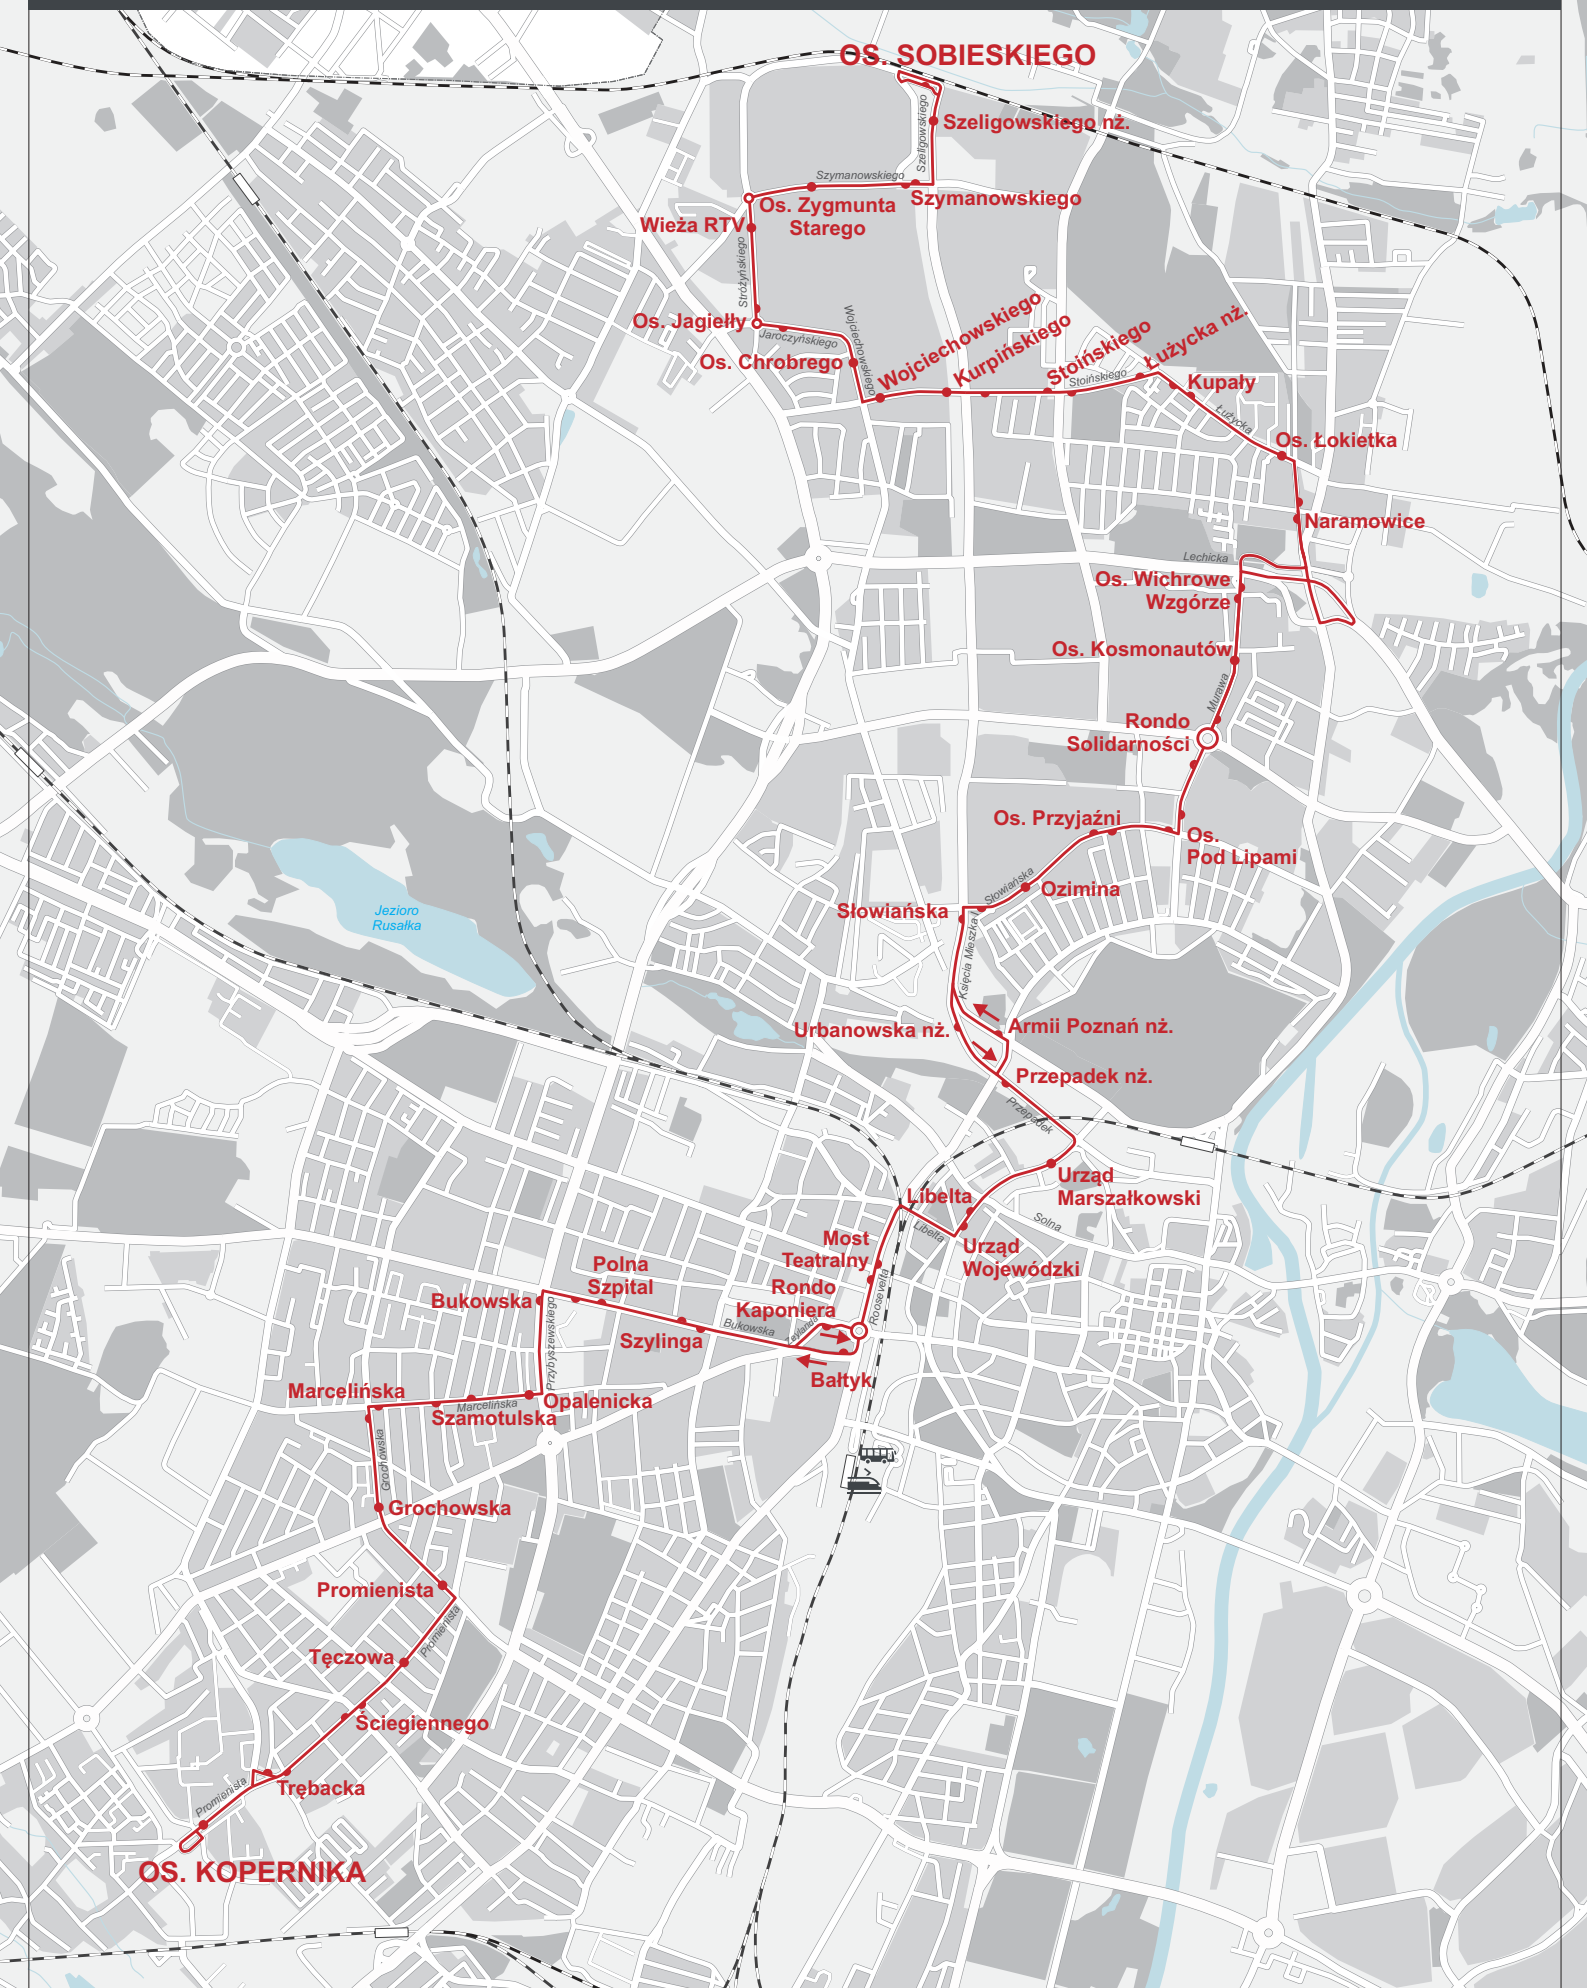 OS. SOBIESKIEGO
Szeligowskiego nż.
Szeligowskiego
Szymanowskiego
Szymanowskiego
Os. Zygmunta
Starego
Wieża RTV
Stróżyńskiego
Os. Jagiełły
Jaroczyńskiego
Wojciechowskiego
Os. Chrobrego
Wojciechowskiego
Kurpińskiego
Stoińskiego
Stoińskiego
Łużycka nż.
Kupały
Łużycka
Os. Łokietka
Naramowice
Lechicka
Os. Wichrowe
Wzgórze
Os. Kosmonautów
Murawa
Rondo
Solidarności
Os. Przyjaźni
Os.
Pod Lipami
Ozimina
Słowiańska
Słowiańska
Księcia Mieszka I
Jezioro
Rusałka
Urbanowska nż.
Armii Poznań nż.
Przepadek nż.
Przepadek
Urząd
Marszałkowski
Libelta
Libelta
Solna
Urząd
Wojewódzki
Most
Teatralny
Roosevelta
Rondo
Kaponiera
Zeylanda
Bałtyk
Polna
Szpital
Bukowska
Bukowska
Szylinga
Przybyszewskiego
Marcelińska
Opalenicka
Marcelińska
Szamotulska
Grochowska
Grochowska
Promienista
Promienista
Tęczowa
Ściegiennego
Trębacka
Promienista
OS. KOPERNIKA